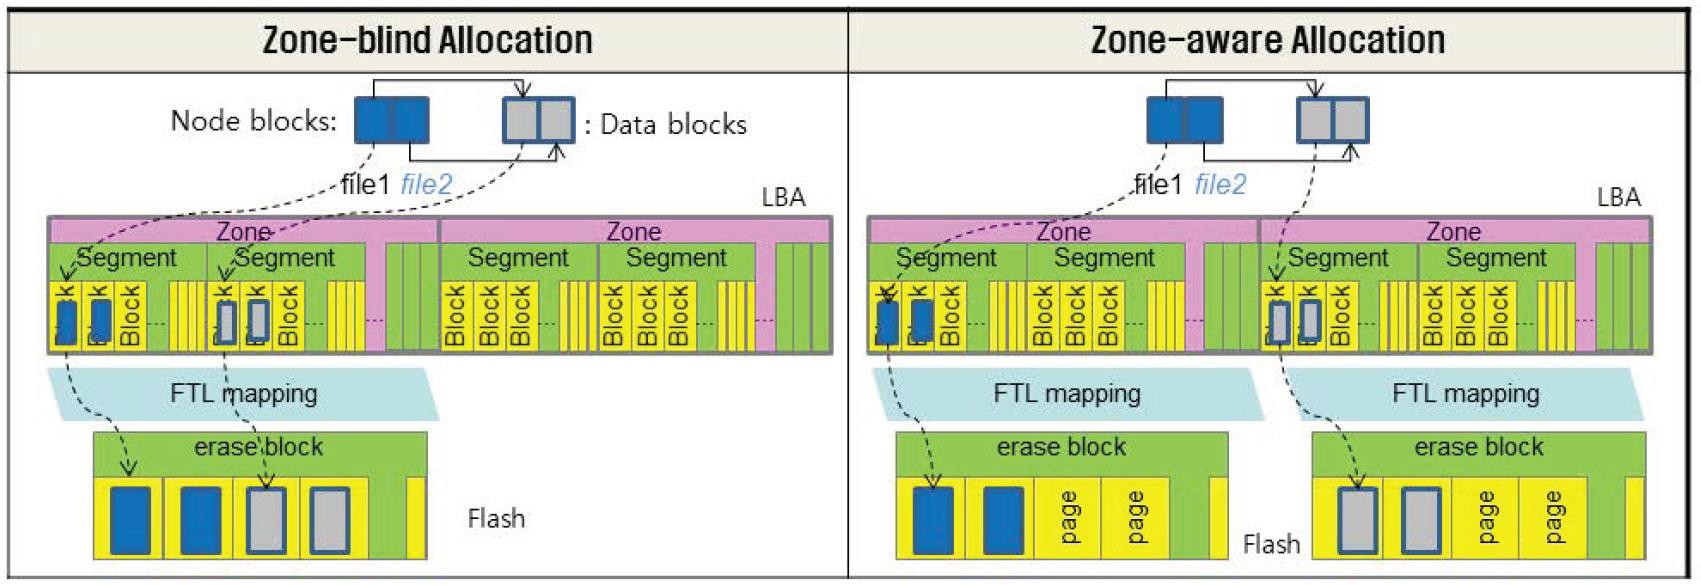 Zone-blind Allocation
Node blocks:
: Data blocks
file1 file2
LBA
Zone
Zone
Segment
Segment
Segment
Segment
Block
Block
Block
Block
Block
Block
Block
Block
FTL mapping
erase block
Flash
Zone-aware Allocation
file1 file2
LBA
Zone
Zone
Segment
Segment
Segment
Segment
Block
Block
Block
Block
Block
Block
Block
Block
FTL mapping
FTL mapping
erase block
erase block
page
page
page
page
Flash